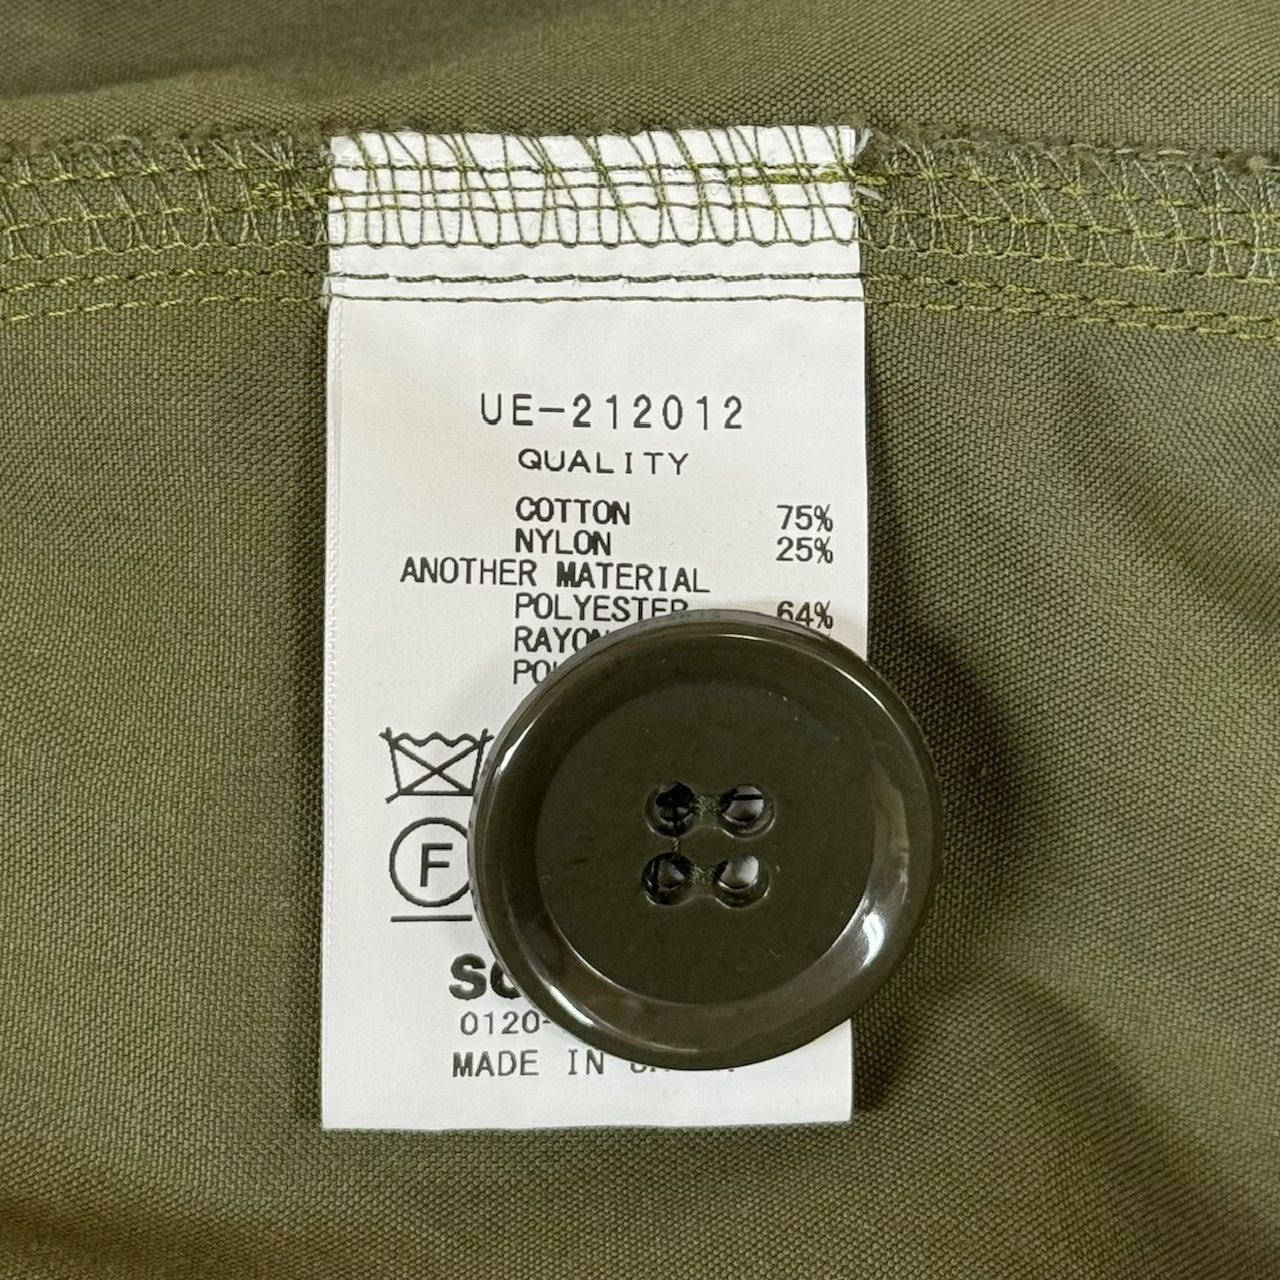 UE-212012
QUALITY
COTTON 75%
NYLON 25%
ANOTHER MATERIAL
POLYESTER 64%
F
MADE IN